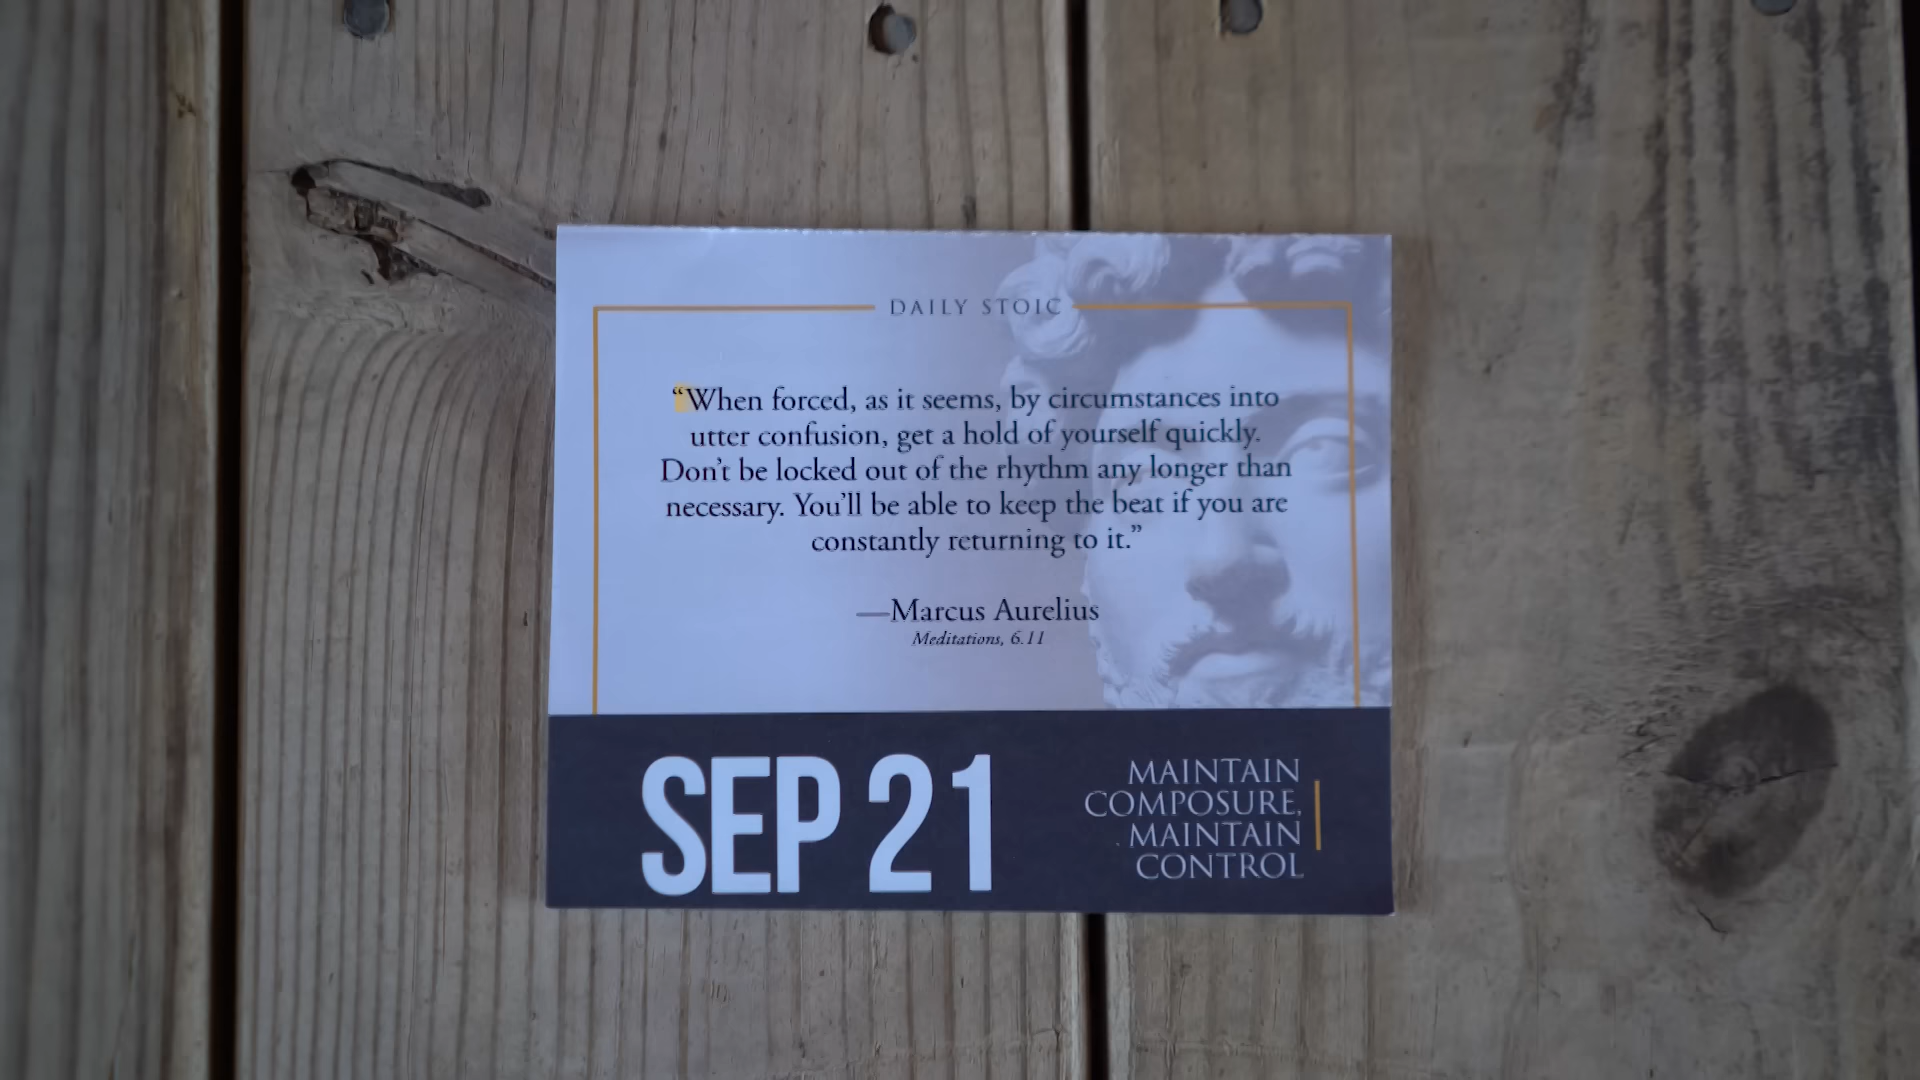 DAILY STOIC
“When forced, as it seems, by circumstances into
utter confusion, get a hold of yourself quickly.
Don’t be locked out of the rhythm any longer than
necessary. You’ll be able to keep the beat if you are
constantly returning to it.”
—Marcus Aurelius
Meditations, 6.11
SEP 21
MAINTAIN
COMPOSURE,
MAINTAIN
CONTROL